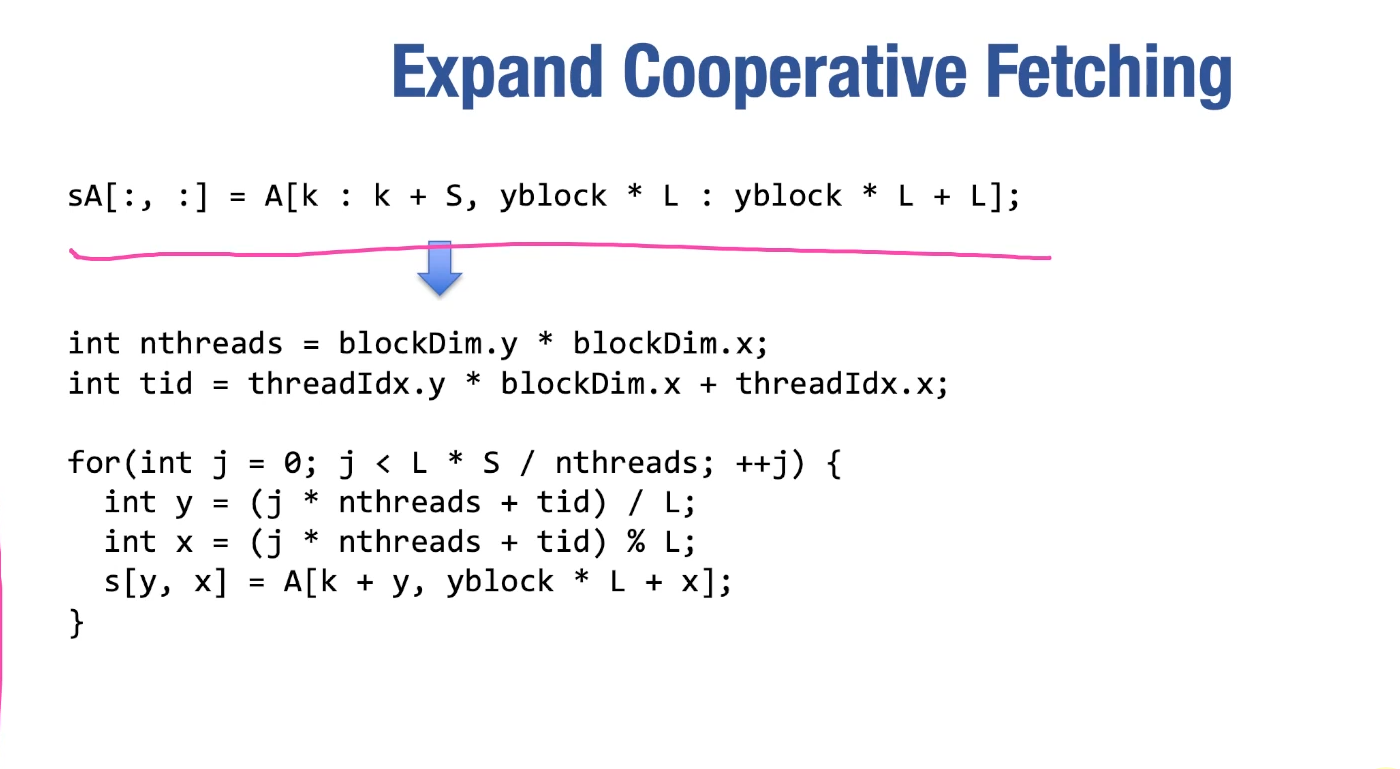 Expand Cooperative Fetching
sA[:, :] = A[k : k + S, yblock * L : yblock * L + L];
int nthreads = blockDim.y * blockDim.x;
int tid = threadIdx.y * blockDim.x + threadIdx.x;
for(int j = 0; j < L * S / nthreads; ++j) {
  int y = (j * nthreads + tid) / L;
  int x = (j * nthreads + tid) % L;
  s[y, x] = A[k + y, yblock * L + x];
}